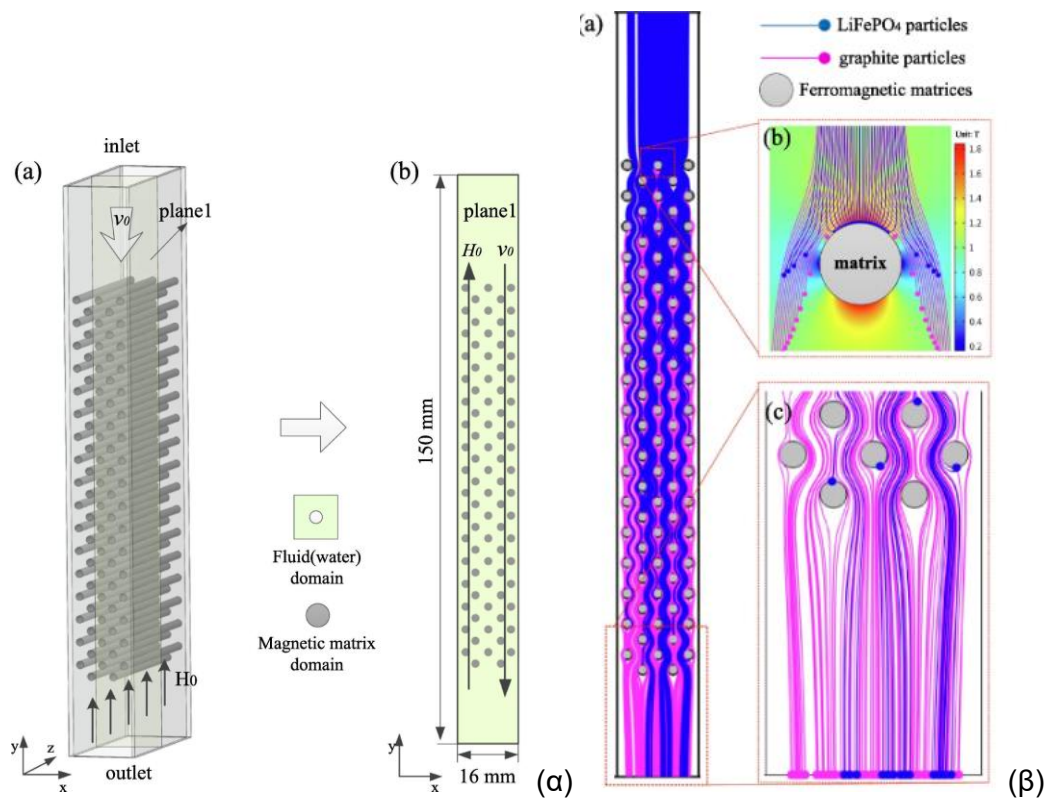 (a)
inlet
v0
plane1
H0
y
z
x
outlet
Fluid(water)
domain
Magnetic matrix
domain
(b)
plane1
H0
v0
150 mm
16 mm
y
x
(α)
(a)
LiFePO4 particles
graphite particles
Ferromagnetic matrices
(b)
Unit: T
1.8
1.6
1.4
1.2
1
0.8
0.6
0.4
0.2
matrix
(c)
(β)